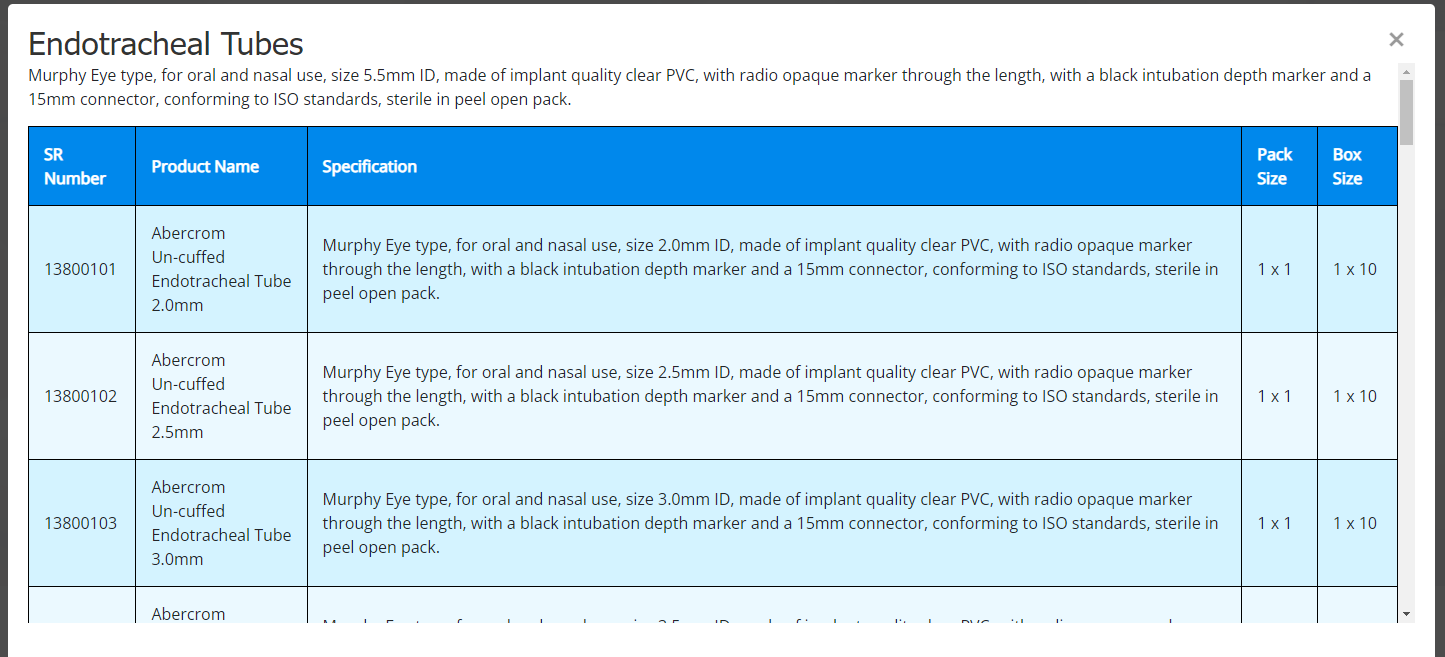 Endotracheal Tubes
×
Murphy Eye type, for oral and nasal use, size 5.5mm ID, made of implant quality clear PVC, with radio opaque marker through the length, with a black intubation depth marker and a
15mm connector, conforming to ISO standards, sterile in peel open pack.
SR
Number
Product Name
Specification
Pack
Size
Box
Size
13800101
Abercrom
Un-cuffed
Endotracheal Tube
2.0mm
Murphy Eye type, for oral and nasal use, size 2.0mm ID, made of implant quality clear PVC, with radio opaque marker
through the length, with a black intubation depth marker and a 15mm connector, conforming to ISO standards, sterile in
peel open pack.
1 x 1
1 x 10
13800102
Abercrom
Un-cuffed
Endotracheal Tube
2.5mm
Murphy Eye type, for oral and nasal use, size 2.5mm ID, made of implant quality clear PVC, with radio opaque marker
through the length, with a black intubation depth marker and a 15mm connector, conforming to ISO standards, sterile in
peel open pack.
1 x 1
1 x 10
13800103
Abercrom
Un-cuffed
Endotracheal Tube
3.0mm
Murphy Eye type, for oral and nasal use, size 3.0mm ID, made of implant quality clear PVC, with radio opaque marker
through the length, with a black intubation depth marker and a 15mm connector, conforming to ISO standards, sterile in
peel open pack.
1 x 1
1 x 10
Abercrom